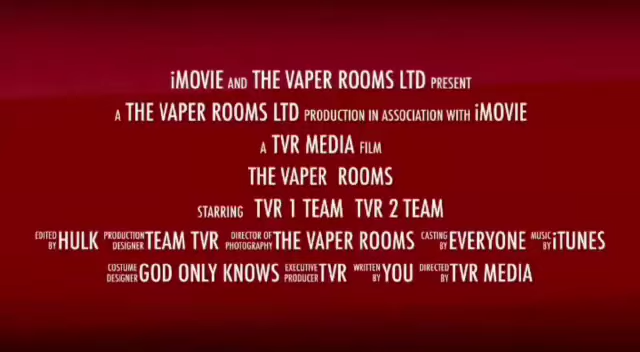 iMOVIE AND THE VAPER ROOMS LTD PRESENT
A THE VAPER ROOMS LTD PRODUCTION IN ASSOCIATION WITH iMOVIE
A TVR MEDIA FILM
THE VAPER ROOMS
STARRING TVR 1 TEAM TVR 2 TEAM
EDITED BY HULK PRODUCTION DESIGNER TEAM TVR DIRECTOR OF PHOTOGRAPHY THE VAPER ROOMS CASTING BY EVERYONE MUSIC BY iTUNES
COSTUME DESIGNER GOD ONLY KNOWS EXECUTIVE PRODUCER TVR WRITTEN BY YOU DIRECTED BY TVR MEDIA